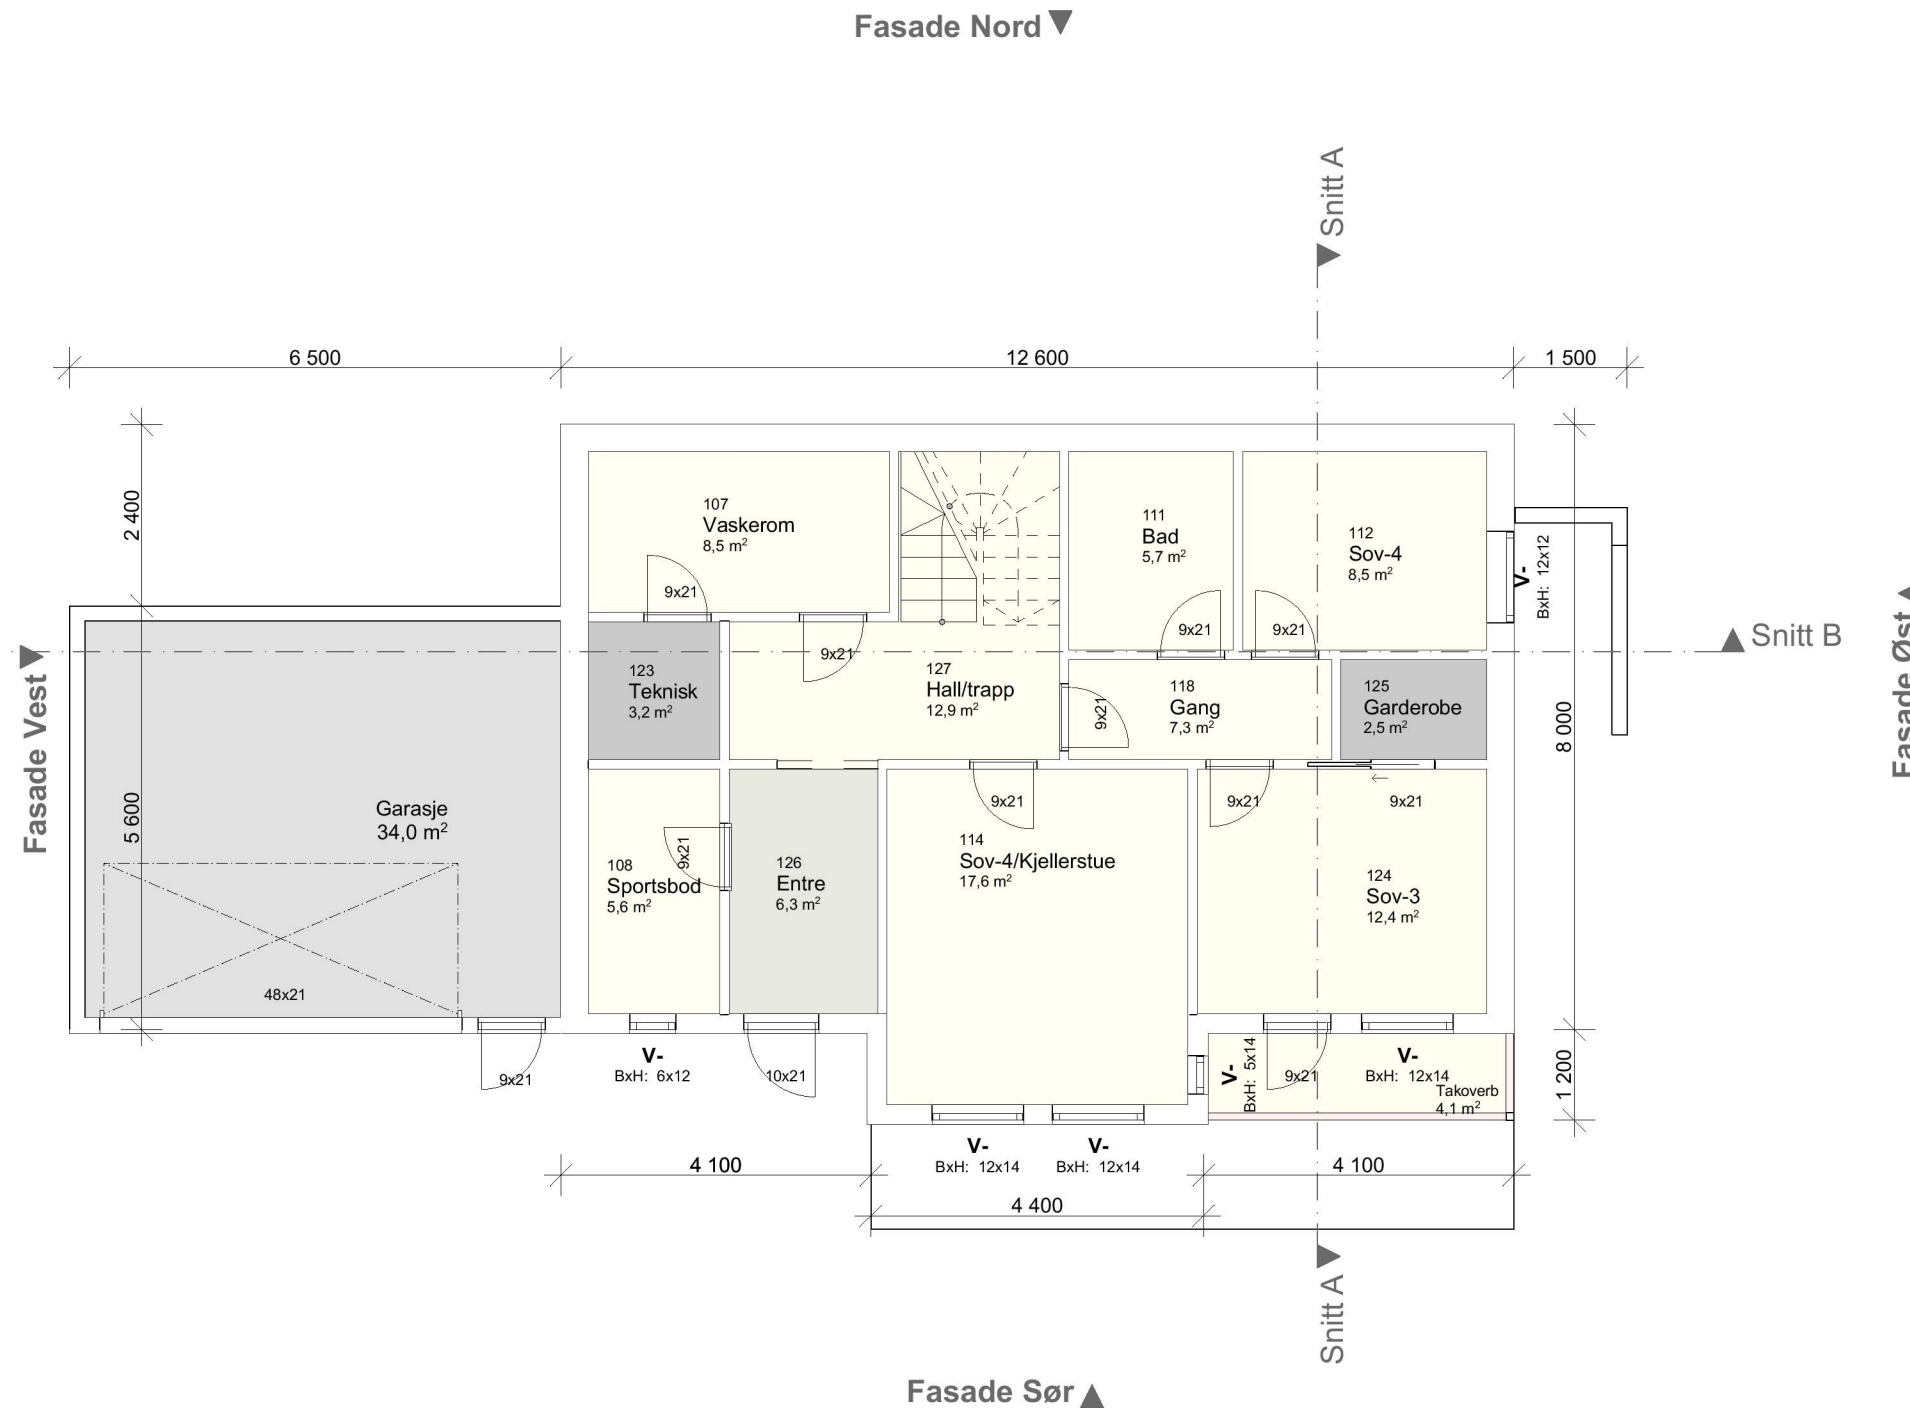 Fasade Nord
Snitt A
6 500
12 600
1 500
2 400
107
Vaskerom
8,5 m²
9x21
111
Bad
5,7 m²
9x21
112
Sov-4
8,5 m²
9x21
V-
BxH: 12x12
Snitt B
Fasade Vest
Fasade Øst
123
Teknisk
3,2 m²
9x21
127
Hall/trapp
12,9 m²
9x21
118
Gang
7,3 m²
125
Garderobe
2,5 m²
8 000
5 600
Garasje
34,0 m²
48x21
9x21
108
Sportsbod
5,6 m²
9x21
126
Entre
6,3 m²
9x21
114
Sov-4/Kjellerstue
17,6 m²
9x21
9x21
124
Sov-3
12,4 m²
V-
BxH: 6x12
10x21
V-
BxH: 5x14
9x21
V-
BxH: 12x14
Takoverb
4,1 m²
1 200
V-
BxH: 12x14
V-
BxH: 12x14
4 100
4 100
4 400
Snitt A
Fasade Sør